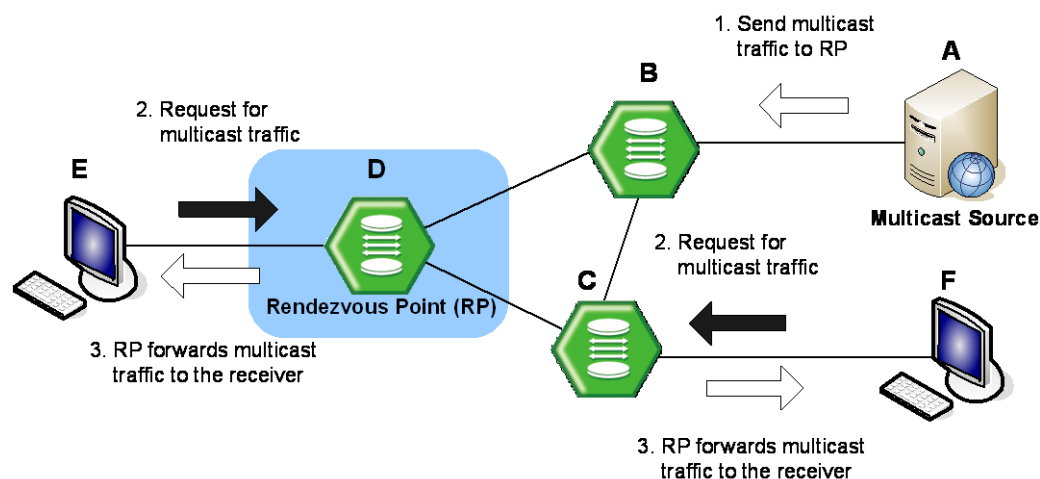 1. Send multicast
traffic to RP
A
B
2. Request for
multicast traffic
E
D
Multicast Source
2. Request for
multicast traffic
C
F
Rendezvous Point (RP)
3. RP forwards multicast
traffic to the receiver
3. RP forwards multicast
traffic to the receiver